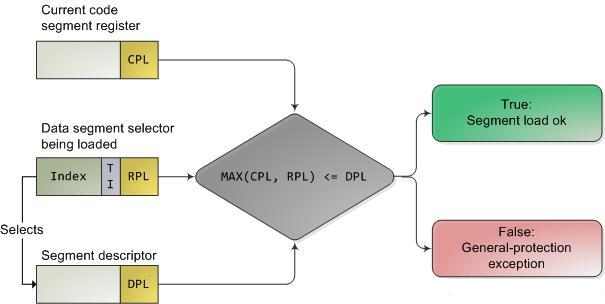 Current code
segment register
CPL
Data segment selector
being loaded
Index
T
I
RPL
Selects
Segment descriptor
DPL
MAX(CPL, RPL) <= DPL
True:
Segment load ok
False:
General-protection
exception